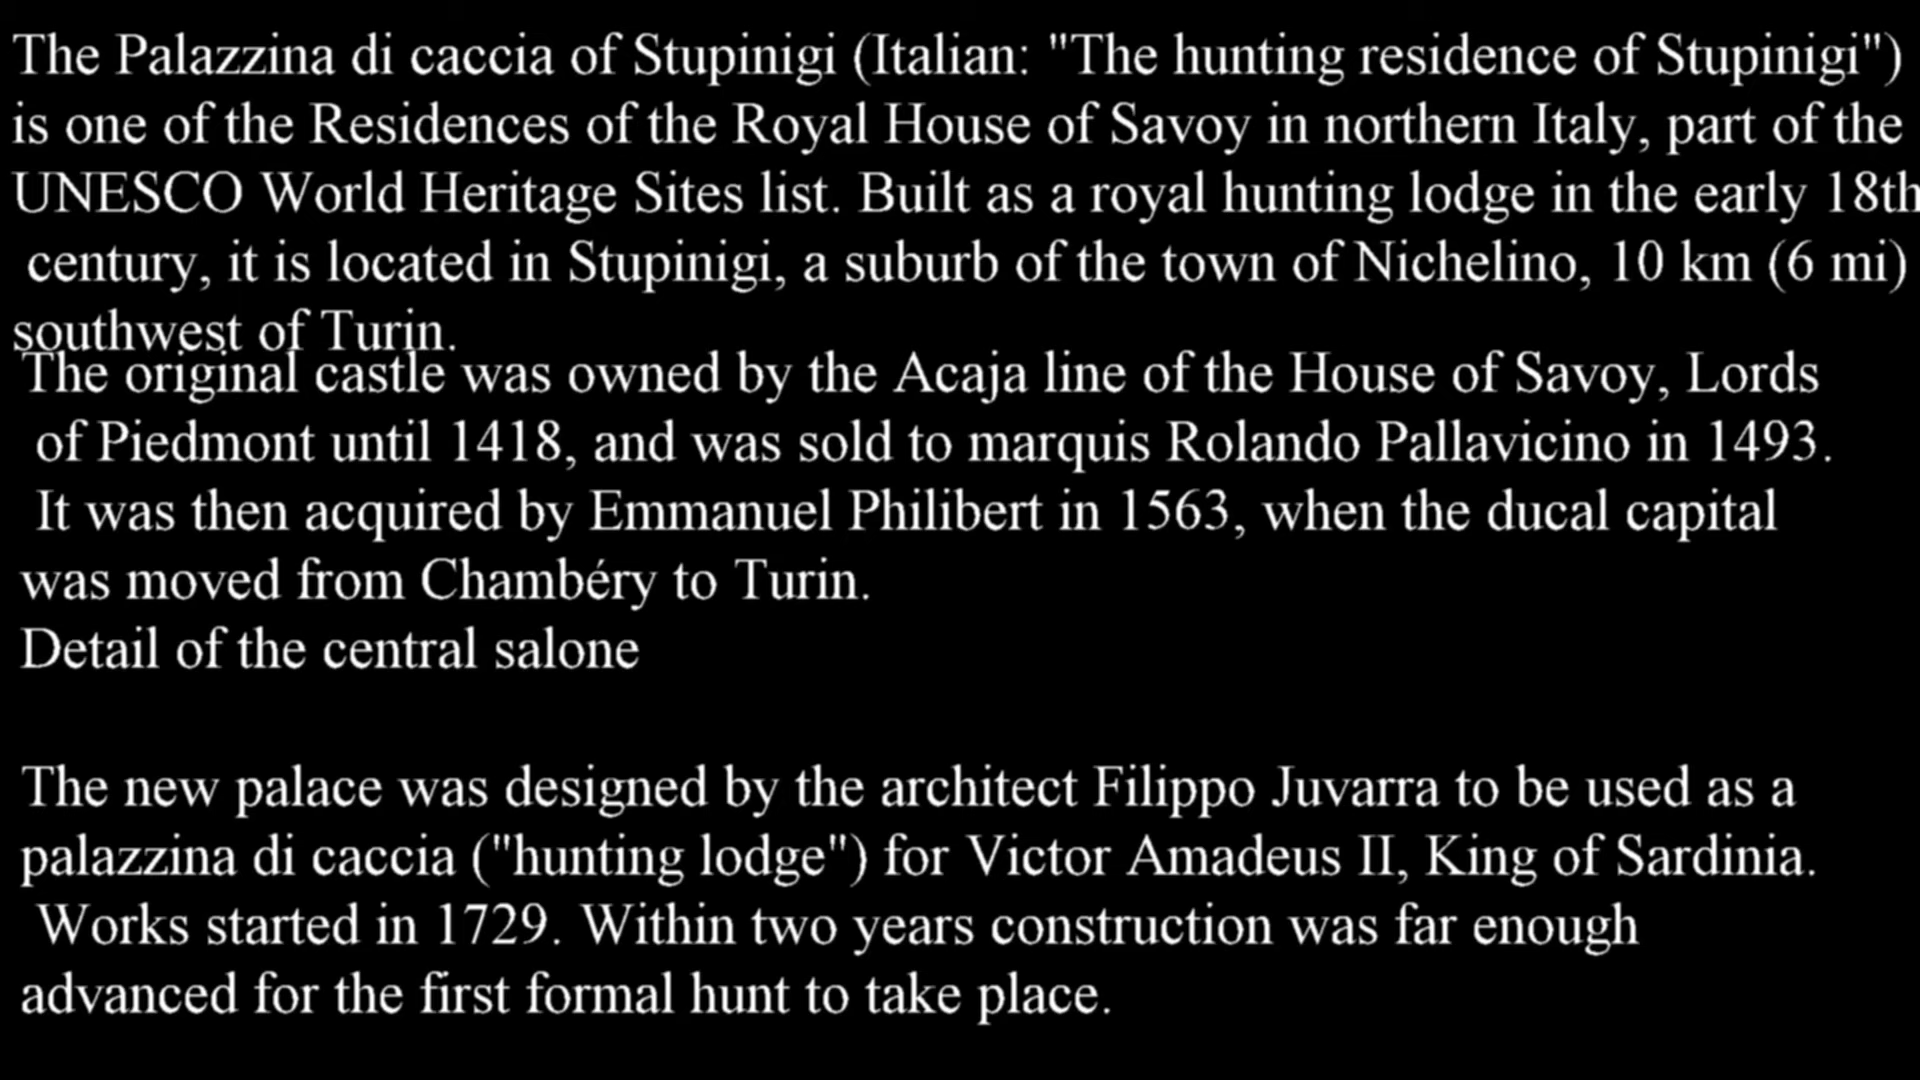 The Palazzina di caccia of Stupinigi (Italian: "The hunting residence of Stupinigi")
is one of the Residences of the Royal House of Savoy in northern Italy, part of the
UNESCO World Heritage Sites list. Built as a royal hunting lodge in the early 18th
century, it is located in Stupinigi, a suburb of the town of Nichelino, 10 km (6 mi)
southwest of Turin.
The original castle was owned by the Acaja line of the House of Savoy, Lords
of Piedmont until 1418, and was sold to marquis Rolando Pallavicino in 1493.
It was then acquired by Emmanuel Philibert in 1563, when the ducal capital
was moved from Chambéry to Turin.
Detail of the central salone
The new palace was designed by the architect Filippo Juvarra to be used as a
palazzina di caccia ("hunting lodge") for Victor Amadeus II, King of Sardinia.
Works started in 1729. Within two years construction was far enough
advanced for the first formal hunt to take place.